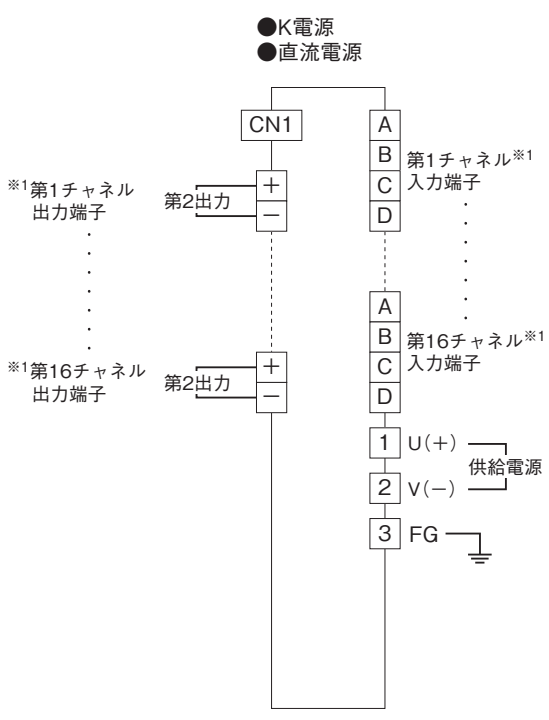 ●K電源
●直流電源
CN1
A
B
C
D
第1チャネル※1
入力端子
※1第1チャネル
出力端子
第2出力
+
−
A
B
C
D
第16チャネル※1
入力端子
※1第16チャネル
出力端子
第2出力
+
−
1 U(+)
供給電源
2 V(−)
3 FG